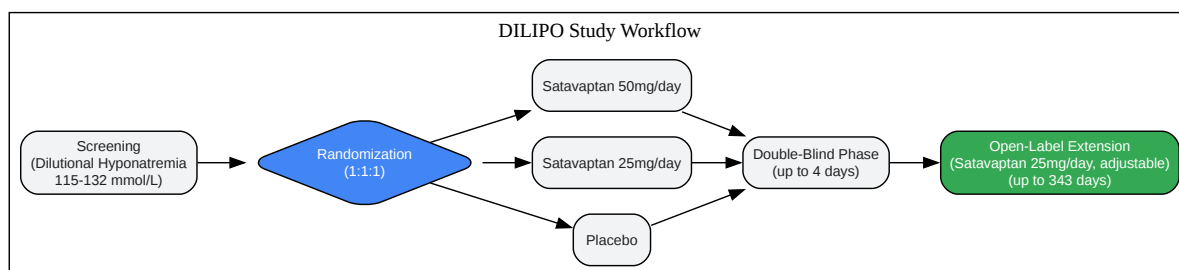 DILIPO Study Workflow
Screening
(Dilutional Hyponatremia
115-132 mmol/L)
Randomization
(1:1:1)
Satavaptan 50mg/day
Satavaptan 25mg/day
Placebo
Double-Blind Phase
(up to 4 days)
Open-Label Extension
(Satavaptan 25mg/day, adjustable)
(up to 343 days)